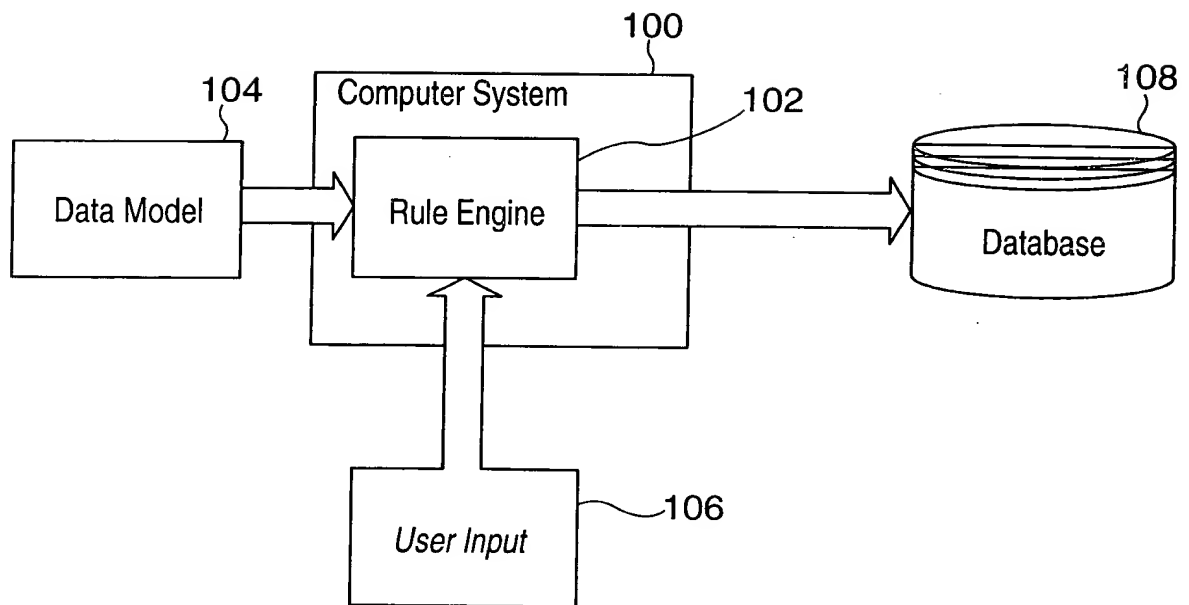 100
Computer System
104
102
108
Data Model
Rule Engine
Database
106
User Input